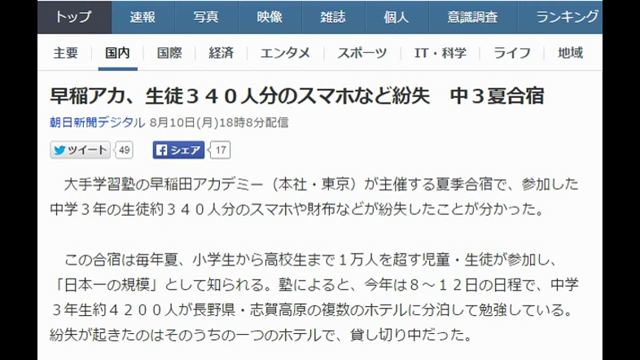 トップ 速報 写真 映像 雑誌 個人 意識調査 ランキング
主要 国内 国際 経済 エンタメ スポーツ IT・科学 ライフ 地域
早稲アカ、生徒３４０人分のスマホなど紛失　中３夏合宿
朝日新聞デジタル 8月10日(月)18時8分配信
ツイート 49 シェア 17
大手学習塾の早稲田アカデミー（本社・東京）が主催する夏季合宿で、参加した
中学３年の生徒約３４０人分のスマホや財布などが紛失したことが分かった。
この合宿は毎年夏、小学生から高校生まで１万人を超す児童・生徒が参加し、
「日本一の規模」として知られる。塾によると、今年は８～１２日の日程で、中学
３年生約４２００人が長野県・志賀高原の複数のホテルに分泊して勉強している。
紛失が起きたのはそのうちの一つのホテルで、貸し切り中だった。